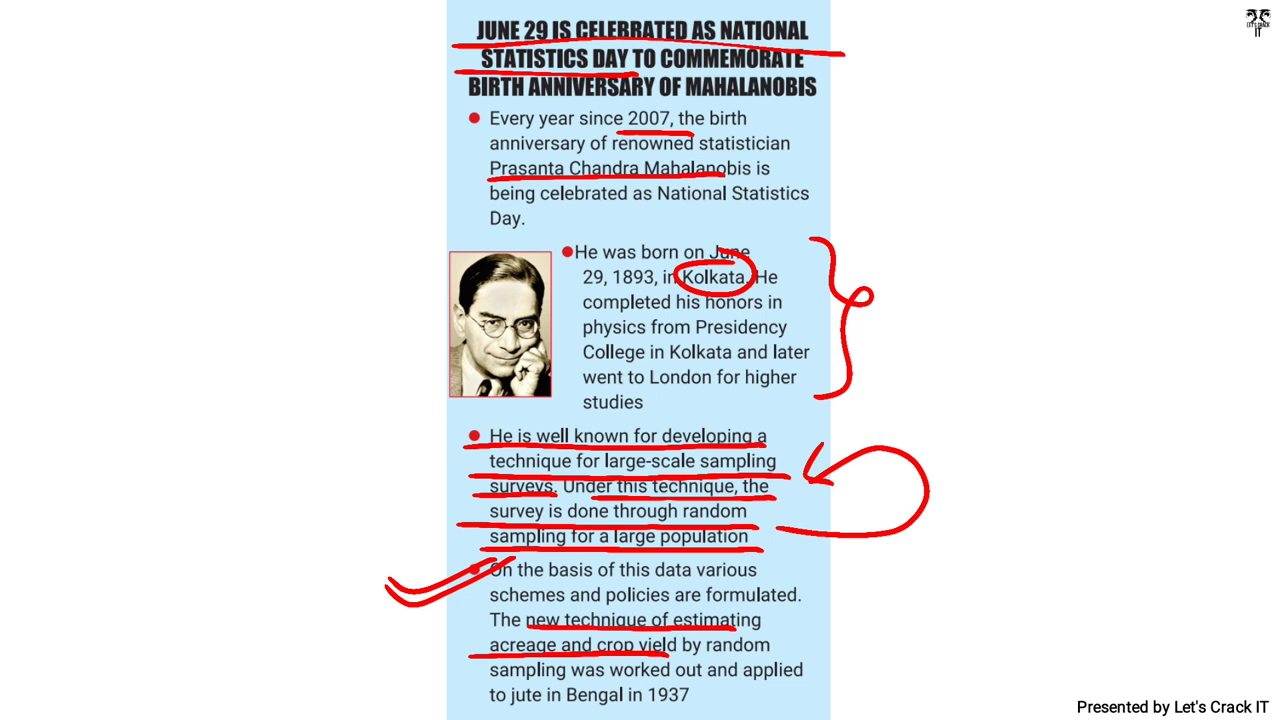 JUNE 29 IS CELEBRATED AS NATIONAL
STATISTICS DAY TO COMMEMORATE
BIRTH ANNIVERSARY OF MAHALANOBIS
Every year since 2007, the birth
anniversary of renowned statistician
Prasanta Chandra Mahalanobis is
being celebrated as National Statistics
Day.
He was born on June
29, 1893, in Kolkata. He
completed his honors in
physics from Presidency
College in Kolkata and later
went to London for higher
studies
He is well known for developing a
technique for large-scale sampling
surveys. Under this technique, the
survey is done through random
sampling for a large population
On the basis of this data various
schemes and policies are formulated.
The new technique of estimating
acreage and crop yield by random
sampling was worked out and applied
to jute in Bengal in 1937
LET'S CRACK
IT
Presented by Let's Crack IT